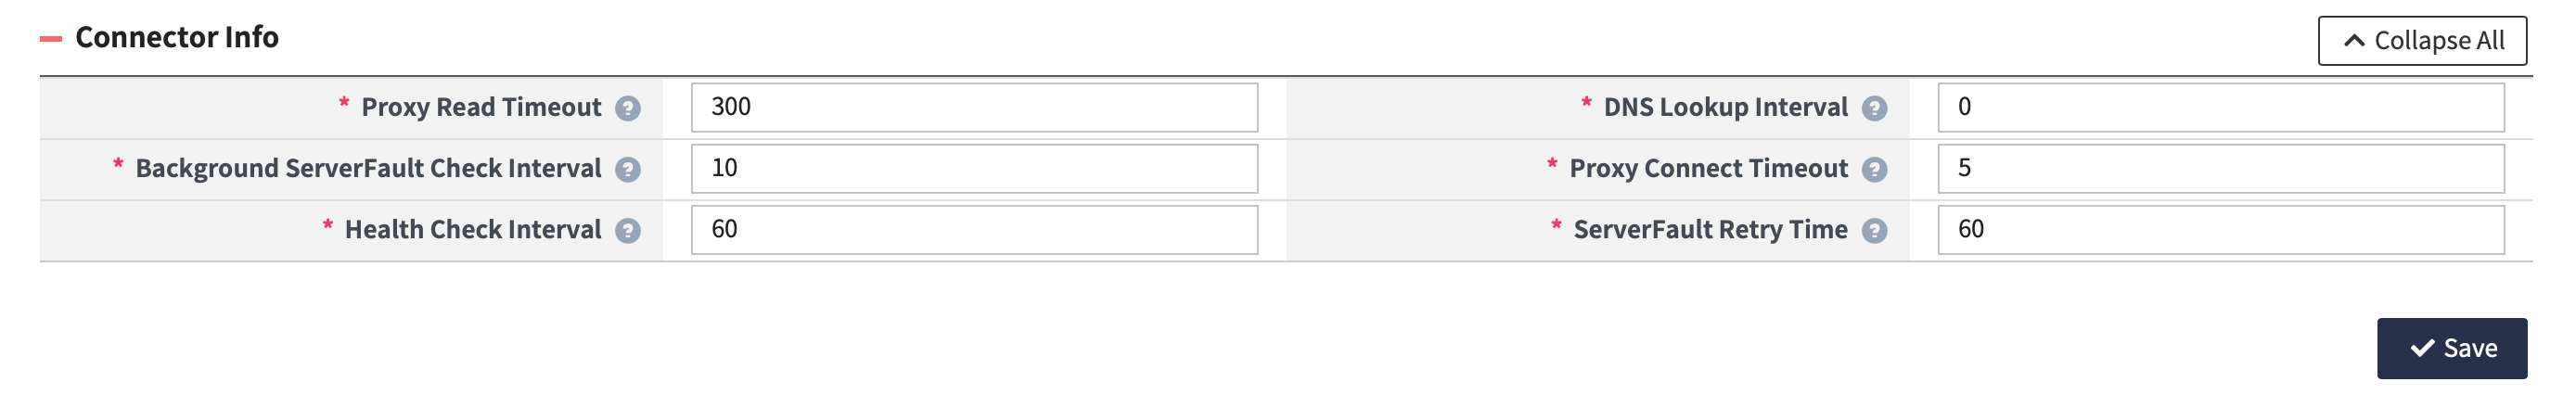 Connector Info
Collapse All
* Proxy Read Timeout ? 300 * DNS Lookup Interval ? 0
* Background ServerFault Check Interval ? 10 * Proxy Connect Timeout ? 5
* Health Check Interval ? 60 * ServerFault Retry Time ? 60
Save